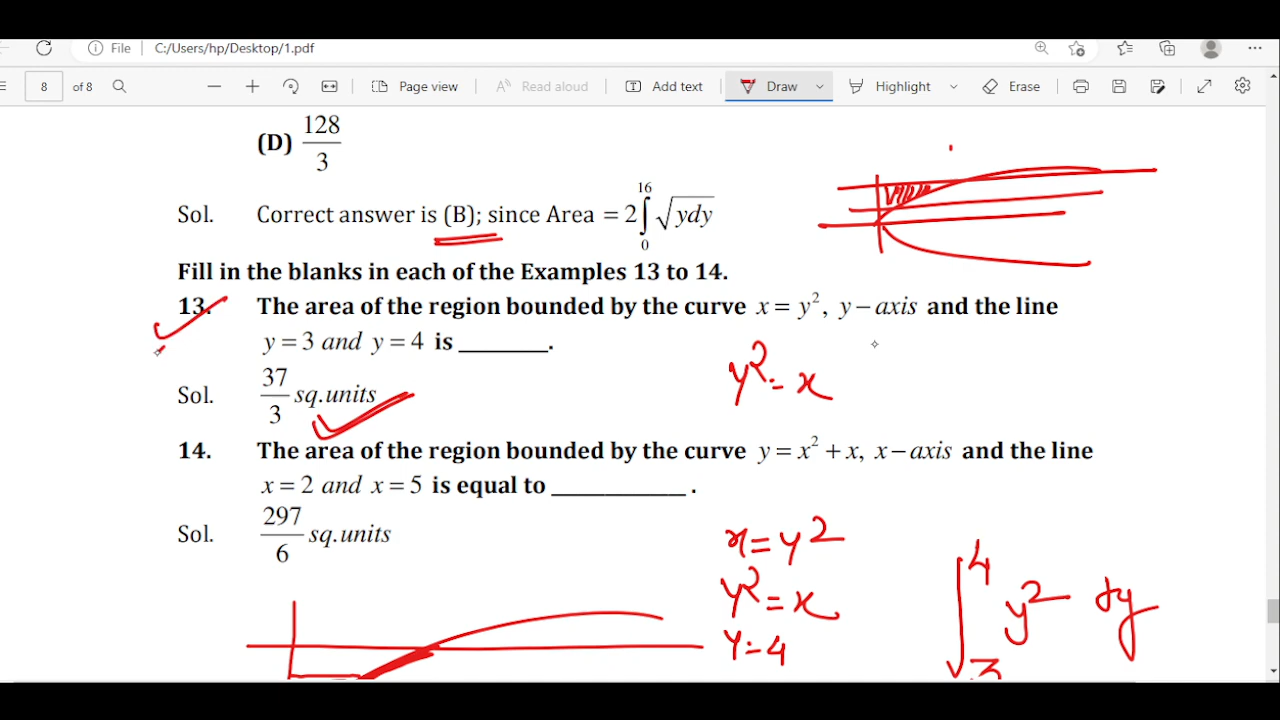 File | C:/Users/hp/Desktop/1.pdf
8 of 8 Page view Read aloud Add text Draw Highlight Erase
(D) 128/3
Sol. Correct answer is (B); since Area = 2∫₀¹⁶ √ydy
Fill in the blanks in each of the Examples 13 to 14.
13. The area of the region bounded by the curve x = y², y − axis and the line
y = 3 and y = 4 is ________.
y² = x
Sol. 37/3 sq.units
14. The area of the region bounded by the curve y = x² + x, x − axis and the line
x = 2 and x = 5 is equal to ____________ .
Sol. 297/6 sq.units
x = y²
y² = x
y = 4
∫₃⁴ y² dy